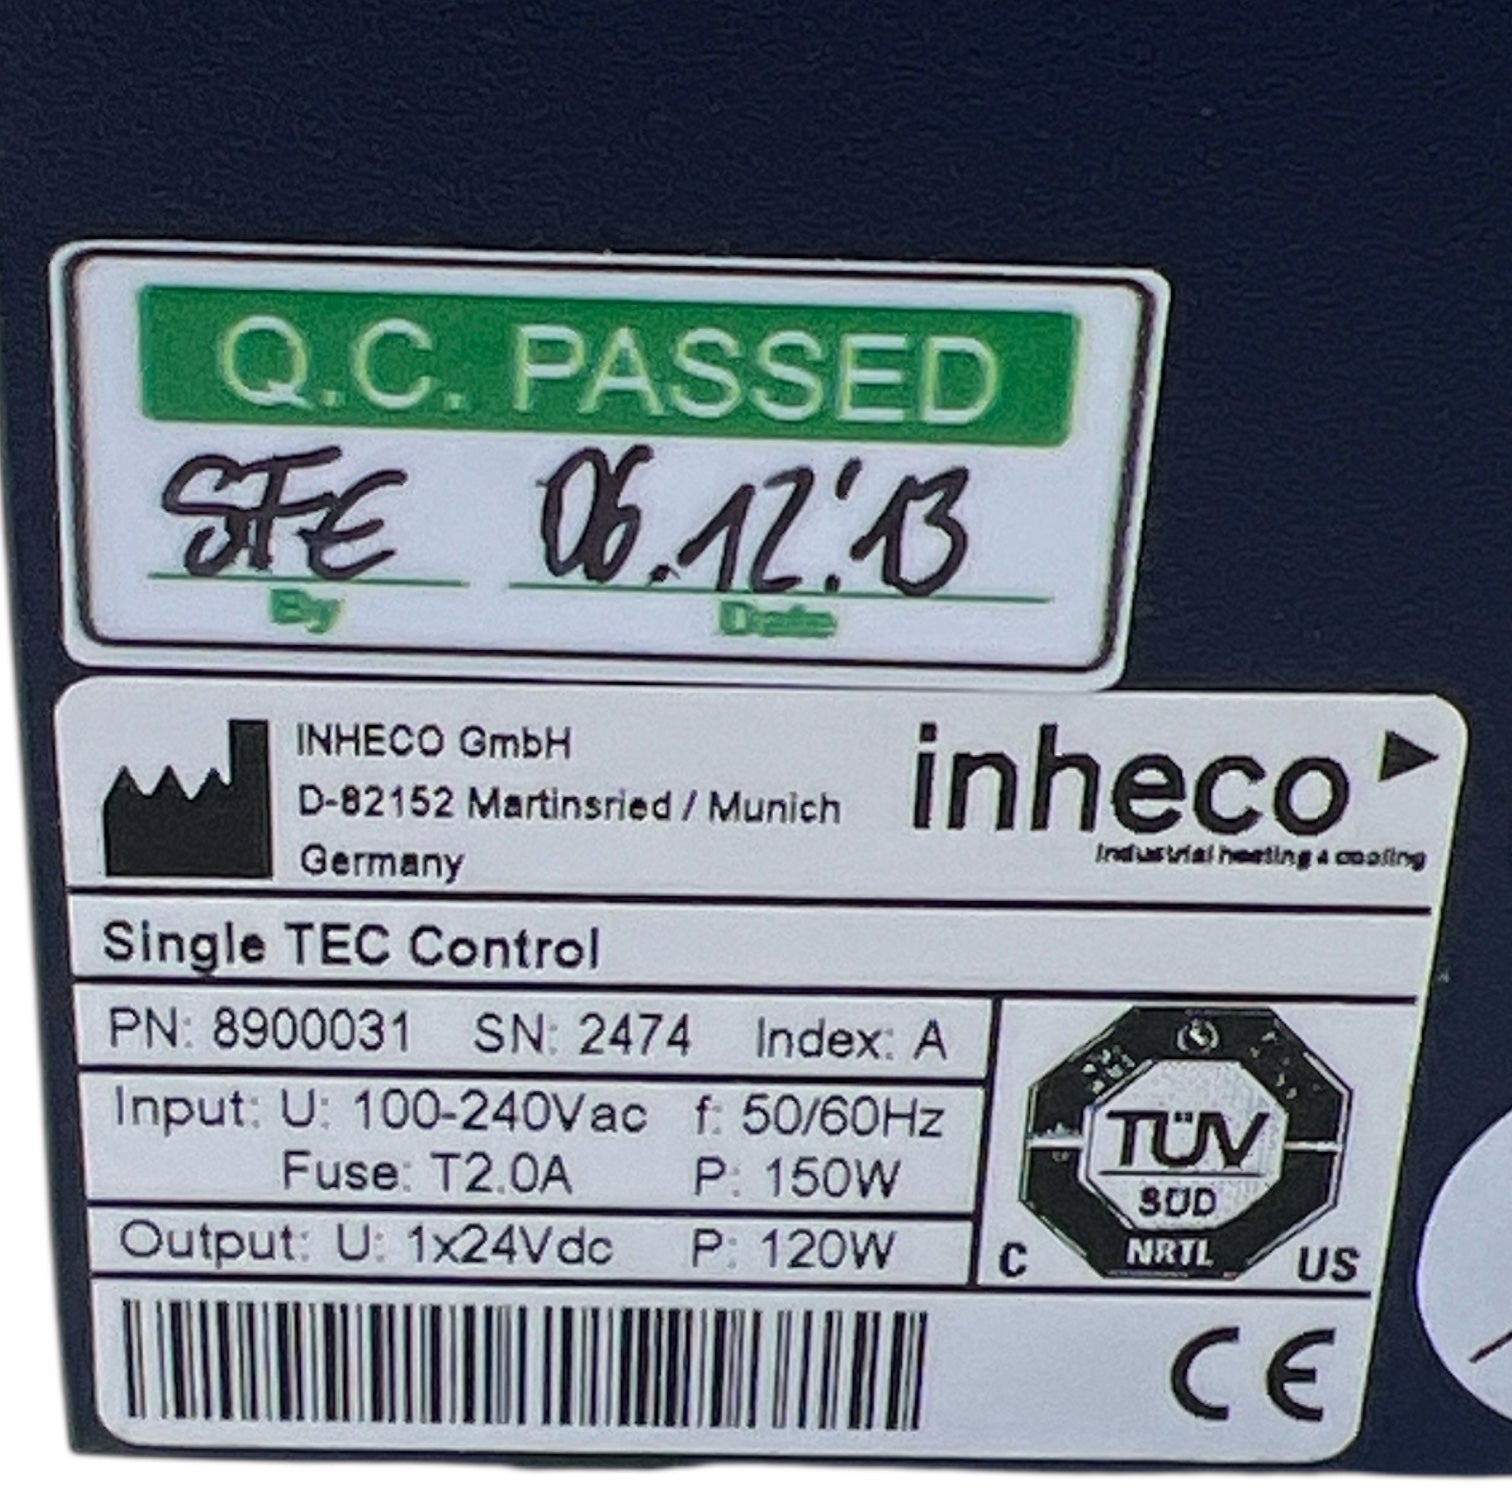 Q.C. PASSED
SFE 06.12.'13
By Date
INHECO GmbH
D-82152 Martinsried / Munich
Germany
inheco
Industrial heating & cooling
Single TEC Control
PN: 8900031 SN: 2474 Index: A
Input: U: 100-240Vac f: 50/60Hz
Fuse: T2.0A P: 150W
Output: U: 1x24Vdc P: 120W
TÜV
SÜD
NRTL
C US
CE